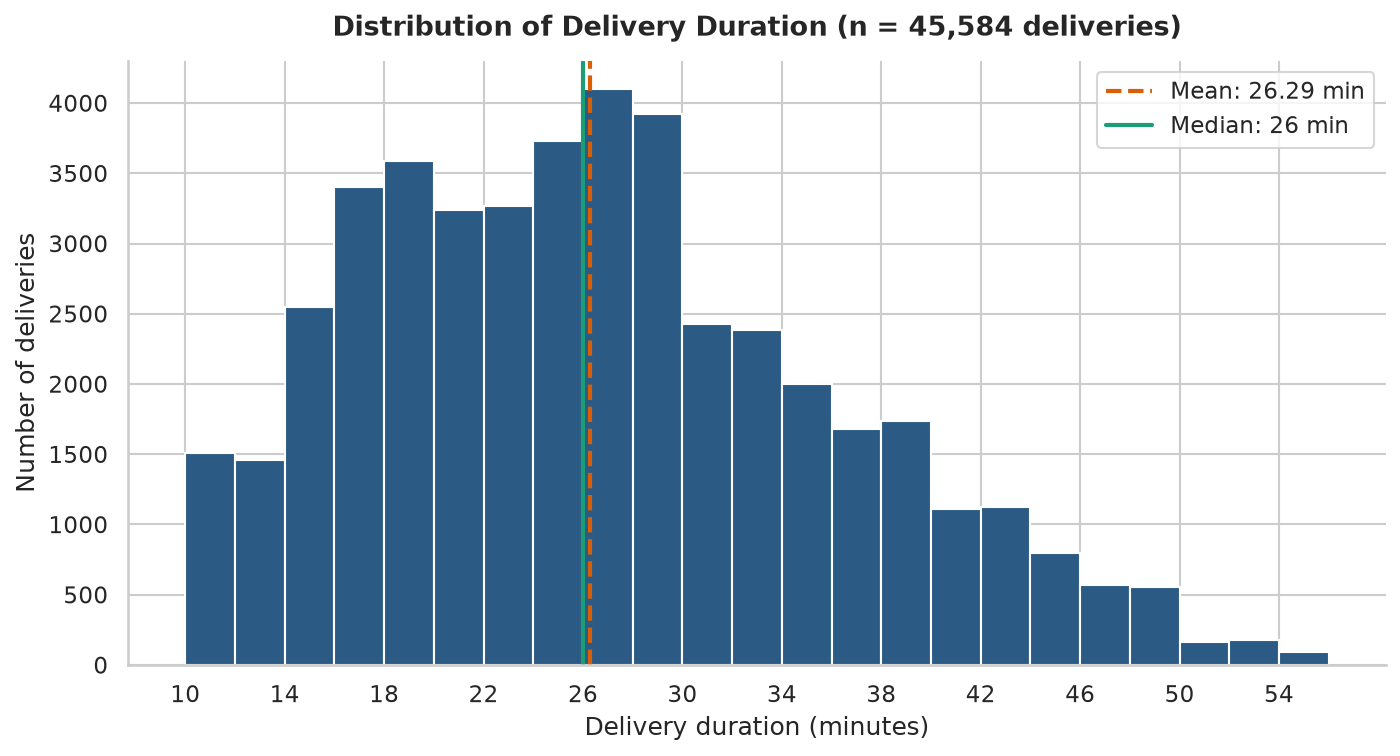 Distribution of Delivery Duration (n = 45,584 deliveries)
Mean: 26.29 min
Median: 26 min
Number of deliveries
4000
3500
3000
2500
2000
1500
1000
500
0
10 14 18 22 26 30 34 38 42 46 50 54
Delivery duration (minutes)